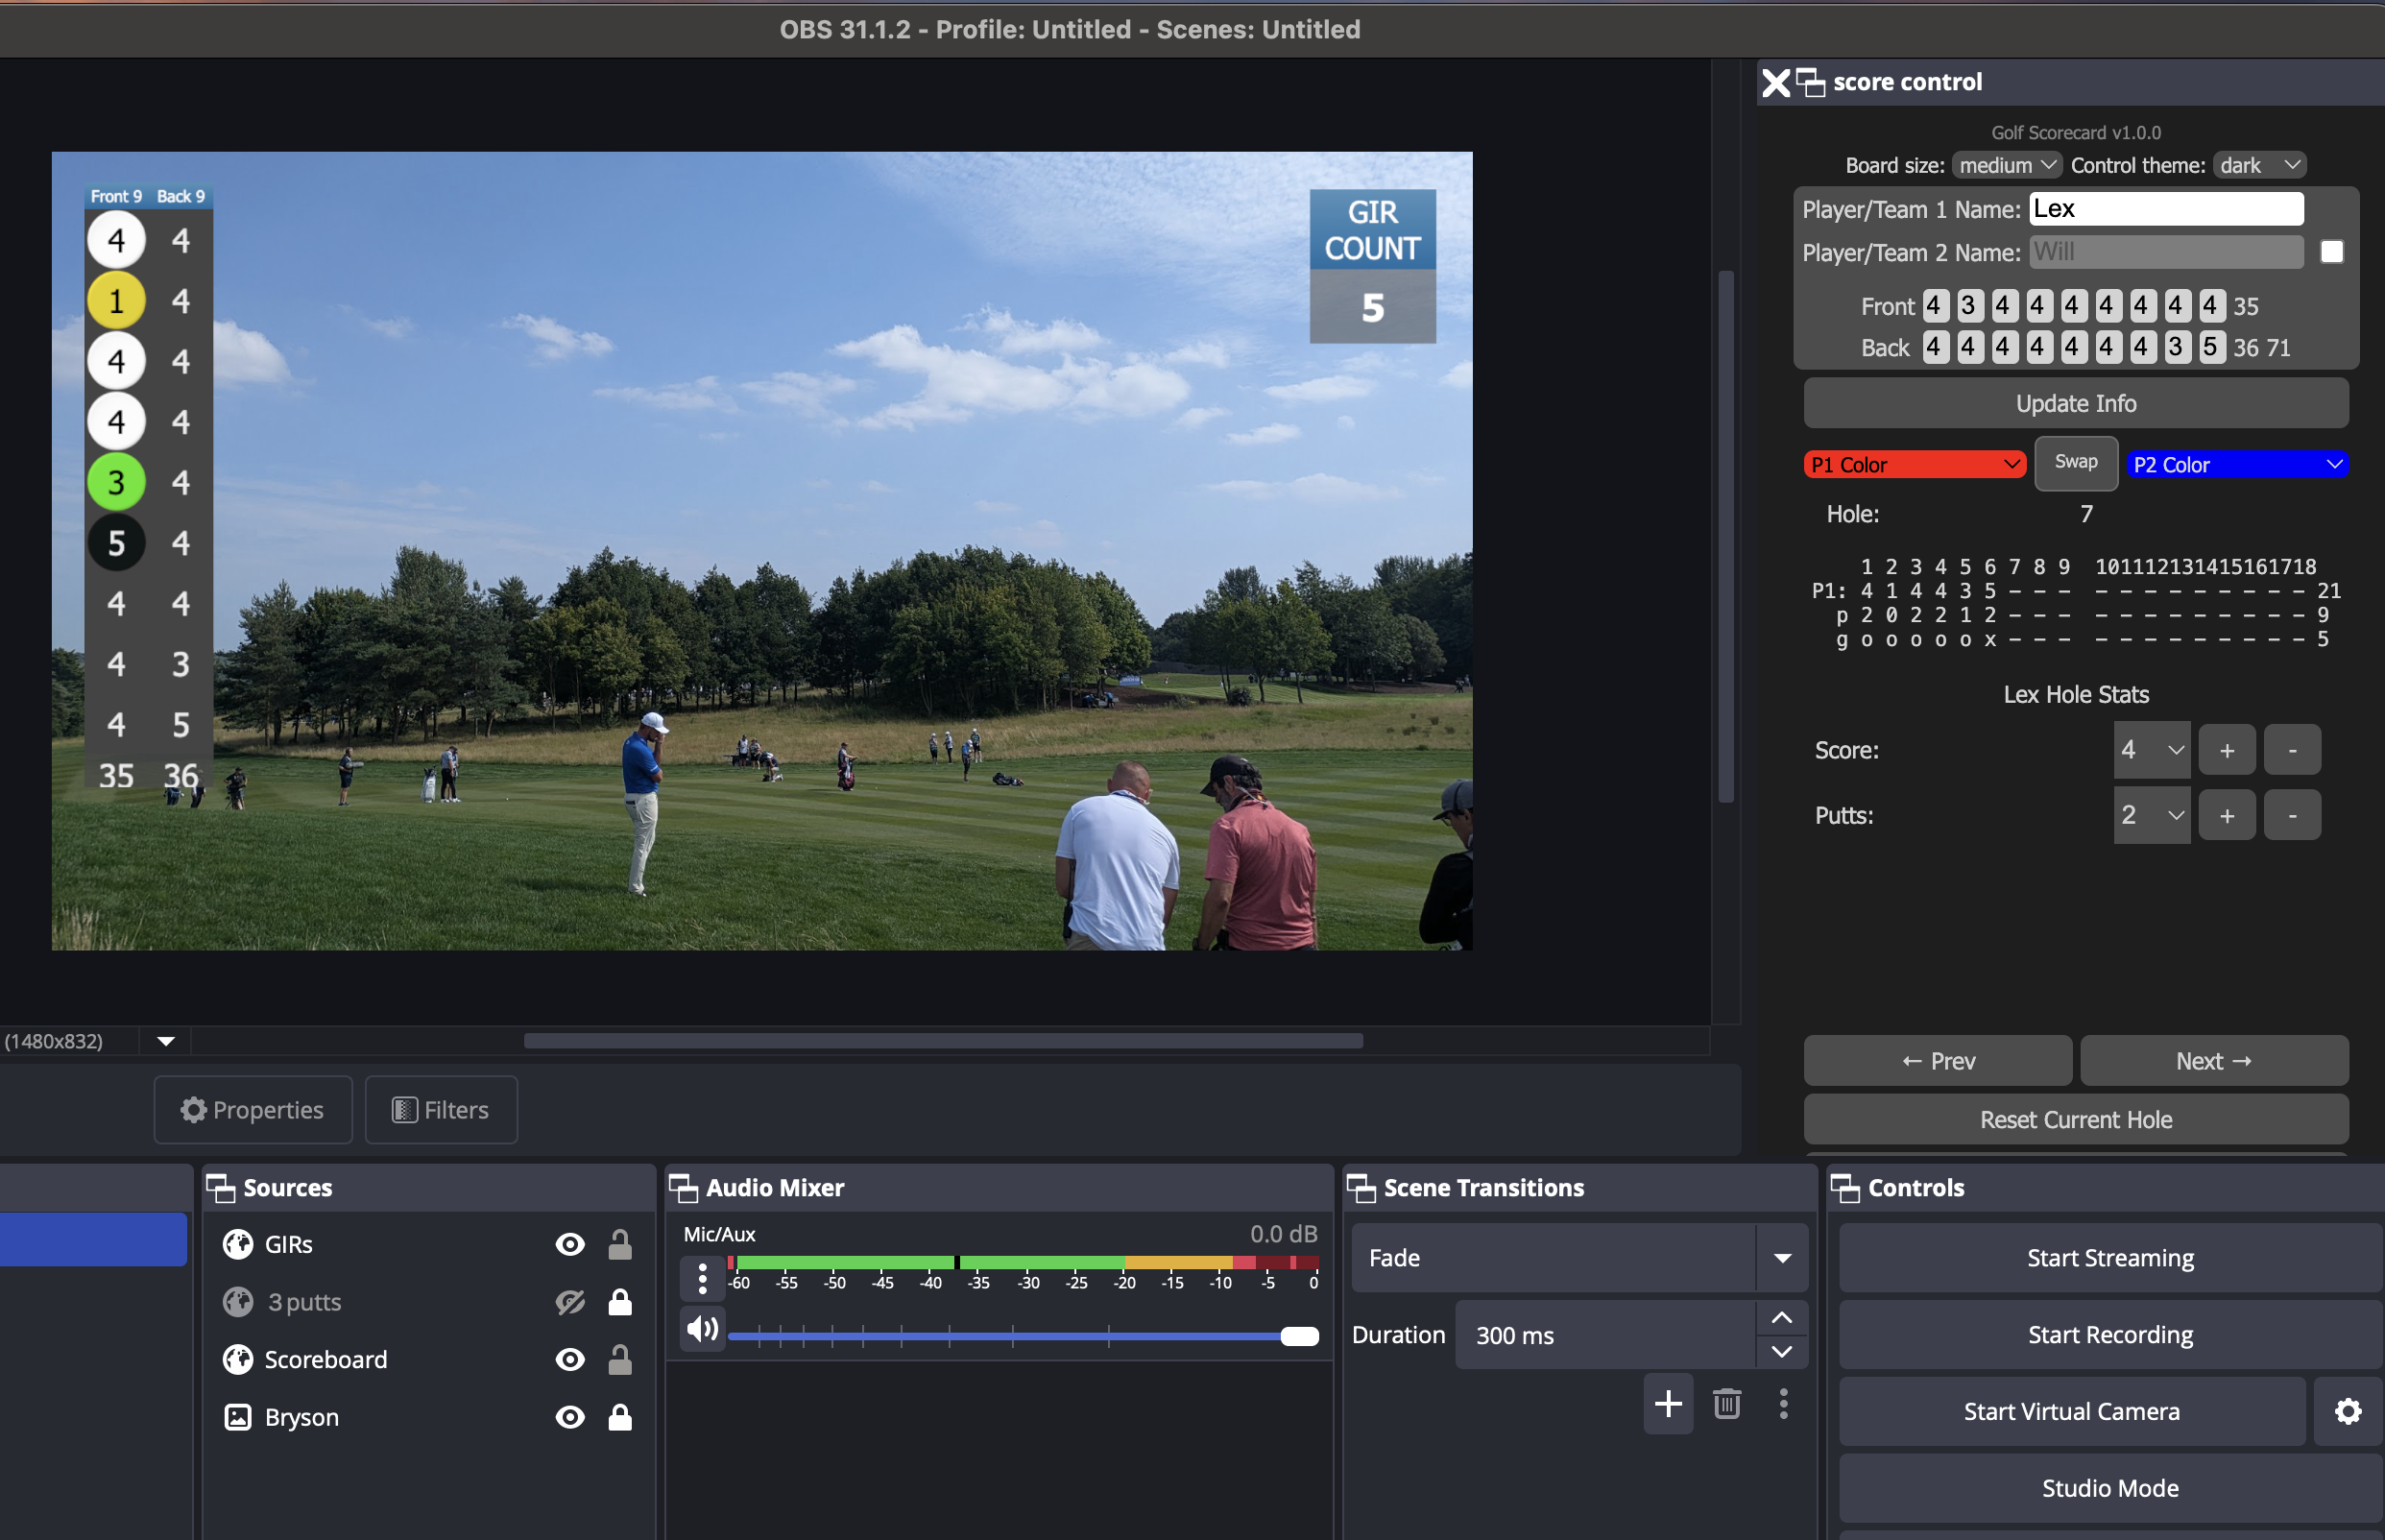 OBS 31.1.2 - Profile: Untitled - Scenes: Untitled
score control
Golf Scorecard v1.0.0
Board size: medium Control theme: dark
Player/Team 1 Name: Lex
Player/Team 2 Name: Will
Front 4 3 4 4 4 4 4 4 4 35
Back 4 4 4 4 4 4 4 3 5 36 71
Update Info
P1 Color Swap P2 Color
Hole: 7
1 2 3 4 5 6 7 8 9 101112131415161718
P1: 4 1 4 4 3 5 - - - - - - - - - - - - 21
p 2 0 2 2 1 2 - - - - - - - - - - - - 9
g o o o o o x - - - - - - - - - - - - 5
Lex Hole Stats
Score: 4 + -
Putts: 2 + -
← Prev Next →
Reset Current Hole
Front 9 Back 9
4 4
1 4
4 4
4 4
3 4
5 4
4 4
4 3
4 5
35 36
GIR
COUNT
5
(1480x832)
Properties Filters
Sources
GIRs
3 putts
Scoreboard
Bryson
Audio Mixer
Mic/Aux 0.0 dB
-60 -55 -50 -45 -40 -35 -30 -25 -20 -15 -10 -5 0
Scene Transitions
Fade
Duration 300 ms
Controls
Start Streaming
Start Recording
Start Virtual Camera
Studio Mode